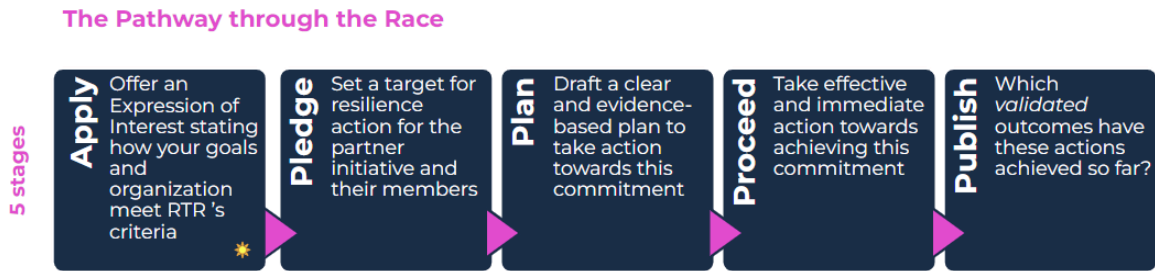 The Pathway through the Race
5 stages
Apply
Offer an
Expression of
Interest stating
how your goals
and
organization
meet RTR 's
criteria
Pledge
Set a target for
resilience
action for the
partner
initiative and
their members
Plan
Draft a clear
and evidence-
based plan to
take action
towards this
commitment
Proceed
Take effective
and immediate
action towards
achieving this
commitment
Publish
Which
validated
outcomes have
these actions
achieved so far?